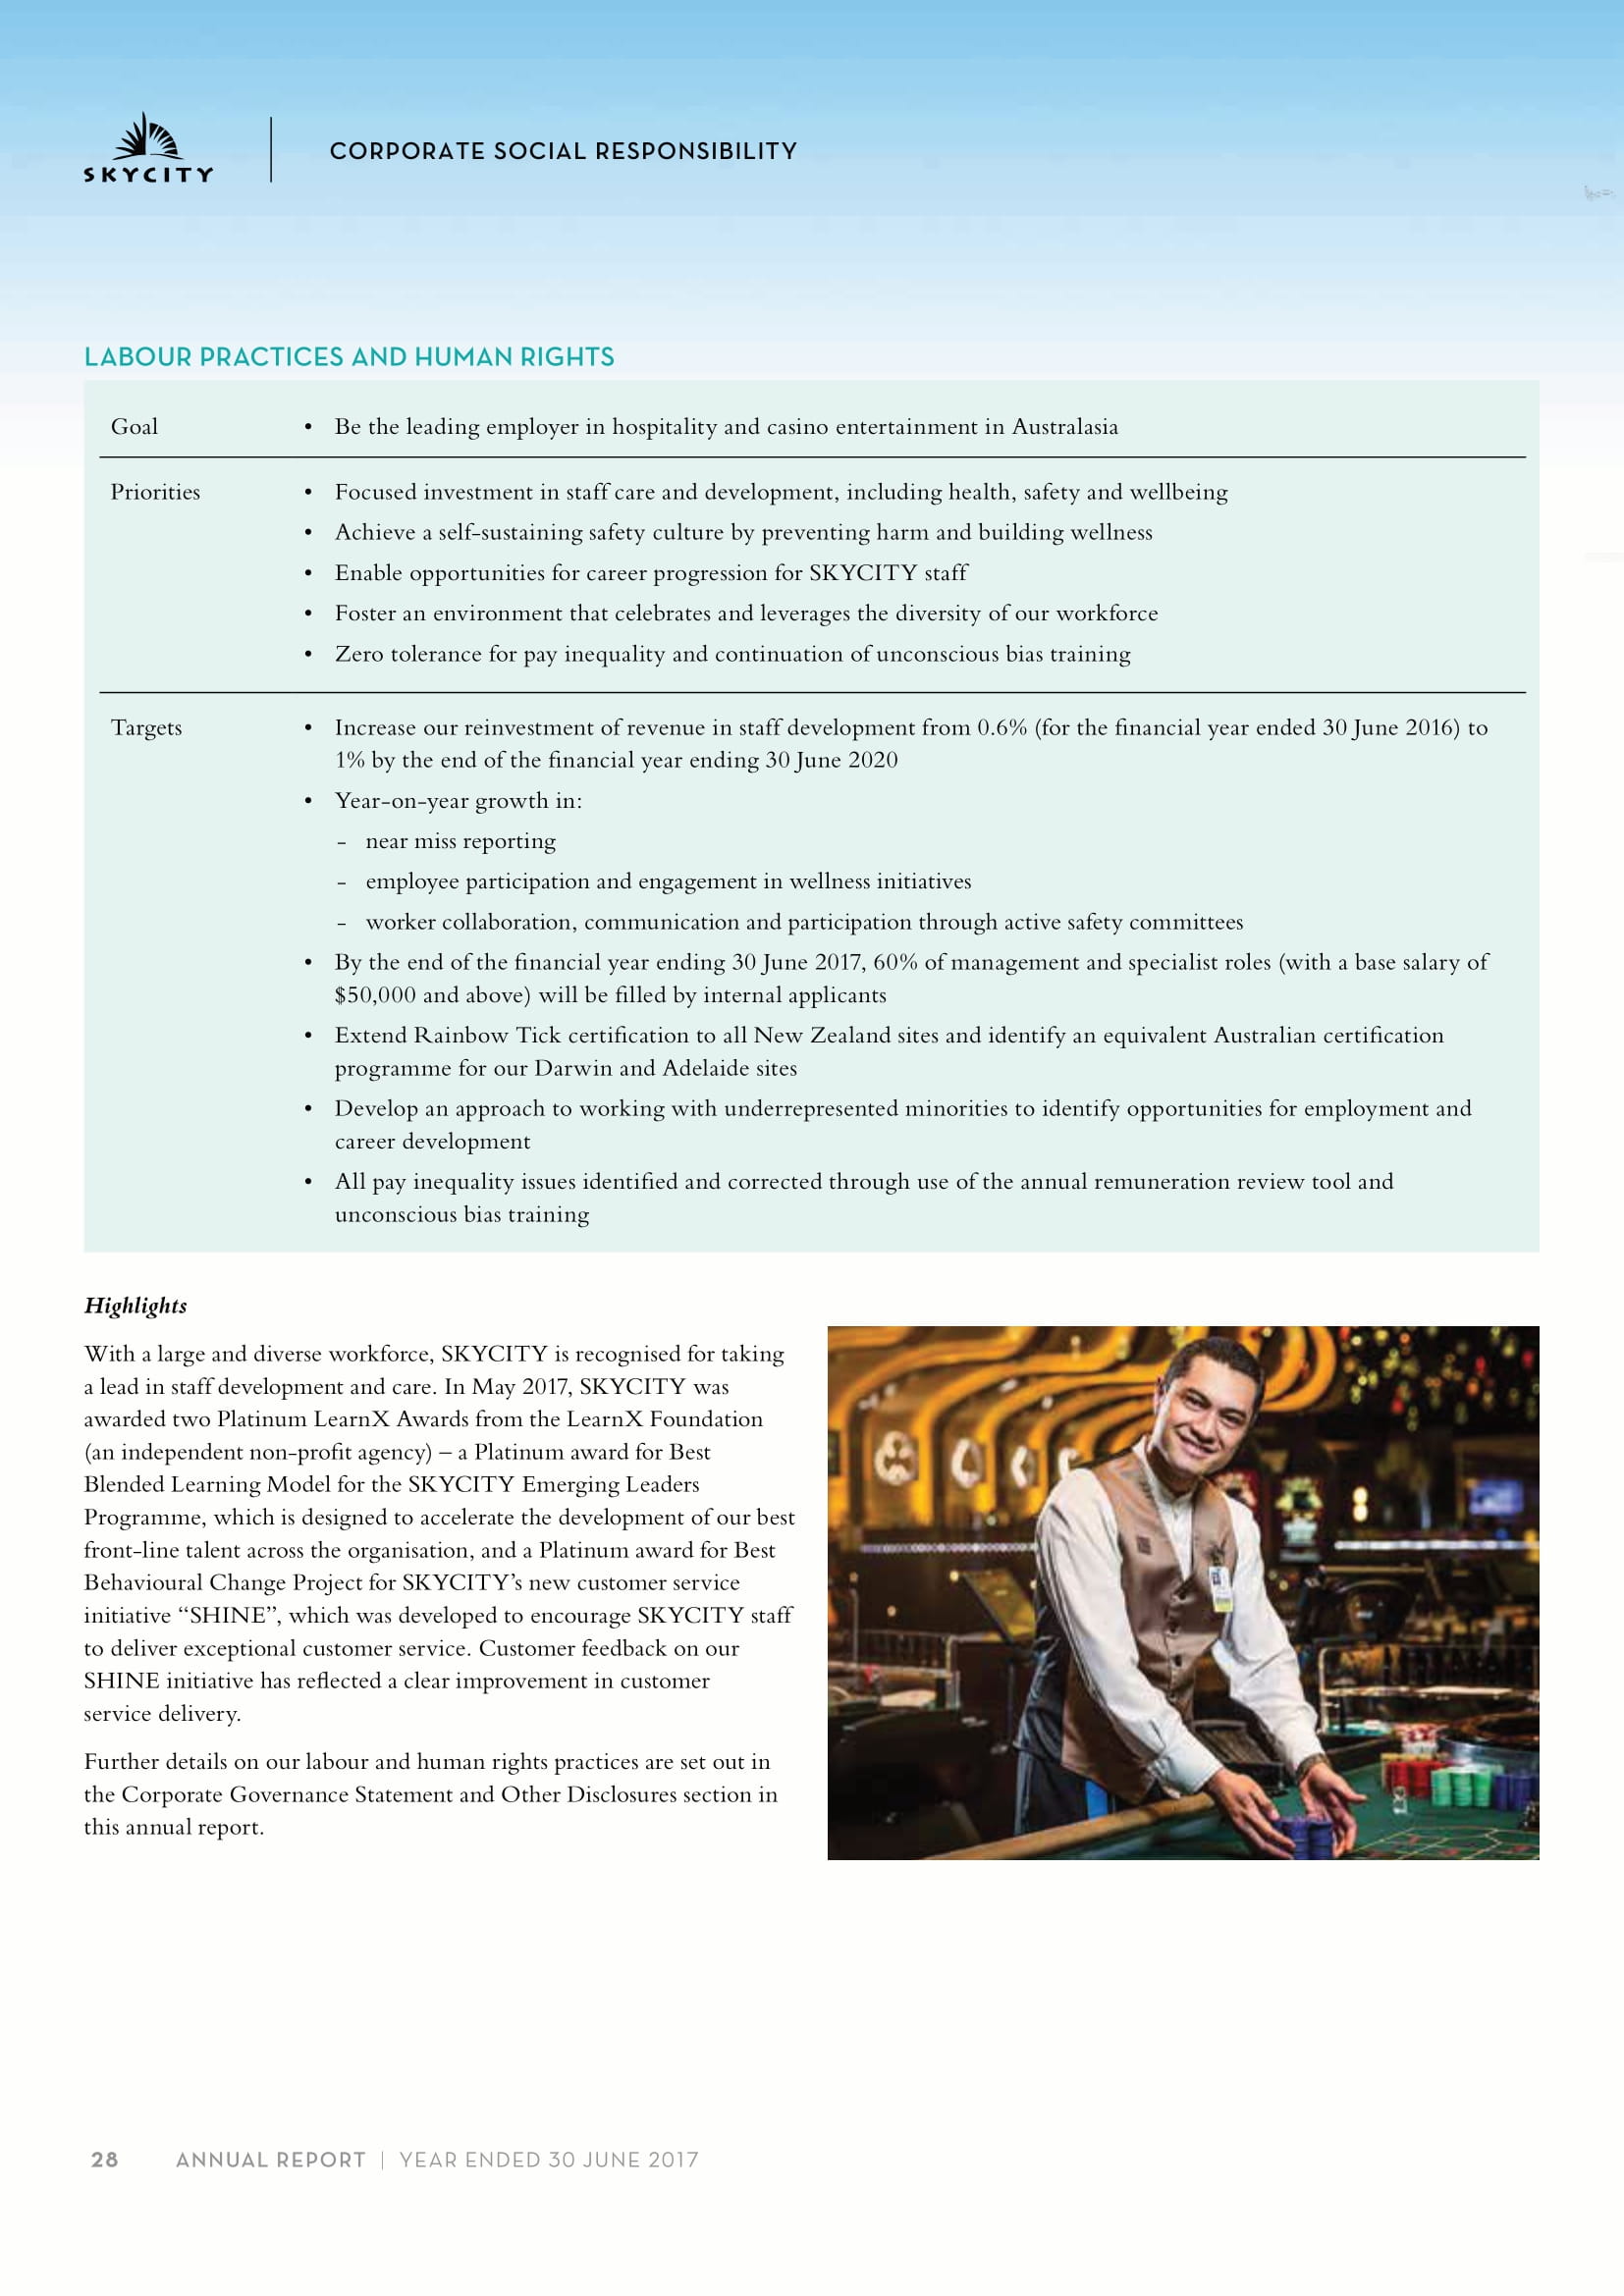 SKYCITY
CORPORATE SOCIAL RESPONSIBILITY
LABOUR PRACTICES AND HUMAN RIGHTS
Goal
• Be the leading employer in hospitality and casino entertainment in Australasia
Priorities
• Focused investment in staff care and development, including health, safety and wellbeing
• Achieve a self-sustaining safety culture by preventing harm and building wellness
• Enable opportunities for career progression for SKYCITY staff
• Foster an environment that celebrates and leverages the diversity of our workforce
• Zero tolerance for pay inequality and continuation of unconscious bias training
Targets
• Increase our reinvestment of revenue in staff development from 0.6% (for the financial year ended 30 June 2016) to
1% by the end of the financial year ending 30 June 2020
• Year-on-year growth in:
- near miss reporting
- employee participation and engagement in wellness initiatives
- worker collaboration, communication and participation through active safety committees
• By the end of the financial year ending 30 June 2017, 60% of management and specialist roles (with a base salary of
$50,000 and above) will be filled by internal applicants
• Extend Rainbow Tick certification to all New Zealand sites and identify an equivalent Australian certification
programme for our Darwin and Adelaide sites
• Develop an approach to working with underrepresented minorities to identify opportunities for employment and
career development
• All pay inequality issues identified and corrected through use of the annual remuneration review tool and
unconscious bias training
Highlights
With a large and diverse workforce, SKYCITY is recognised for taking
a lead in staff development and care. In May 2017, SKYCITY was
awarded two Platinum LearnX Awards from the LearnX Foundation
(an independent non-profit agency) – a Platinum award for Best
Blended Learning Model for the SKYCITY Emerging Leaders
Programme, which is designed to accelerate the development of our best
front-line talent across the organisation, and a Platinum award for Best
Behavioural Change Project for SKYCITY’s new customer service
initiative “SHINE”, which was developed to encourage SKYCITY staff
to deliver exceptional customer service. Customer feedback on our
SHINE initiative has reflected a clear improvement in customer
service delivery.
Further details on our labour and human rights practices are set out in
the Corporate Governance Statement and Other Disclosures section in
this annual report.
28 ANNUAL REPORT | YEAR ENDED 30 JUNE 2017